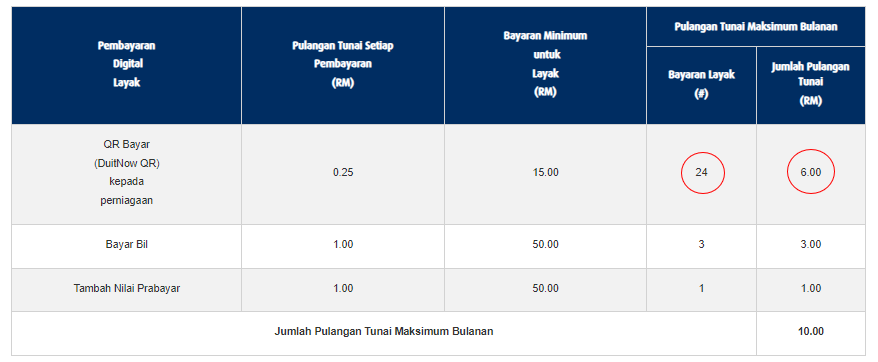 Pembayaran
Digital
Layak
Pulangan Tunai Setiap
Pembayaran
(RM)
Bayaran Minimum
untuk
Layak
(RM)
Pulangan Tunai Maksimum Bulanan
Bayaran Layak
(#)
Jumlah Pulangan
Tunai
(RM)
QR Bayar
(DuitNow QR)
kepada
perniagaan
0.25
15.00
24
6.00
Bayar Bil
1.00
50.00
3
3.00
Tambah Nilai Prabayar
1.00
50.00
1
1.00
Jumlah Pulangan Tunai Maksimum Bulanan
10.00